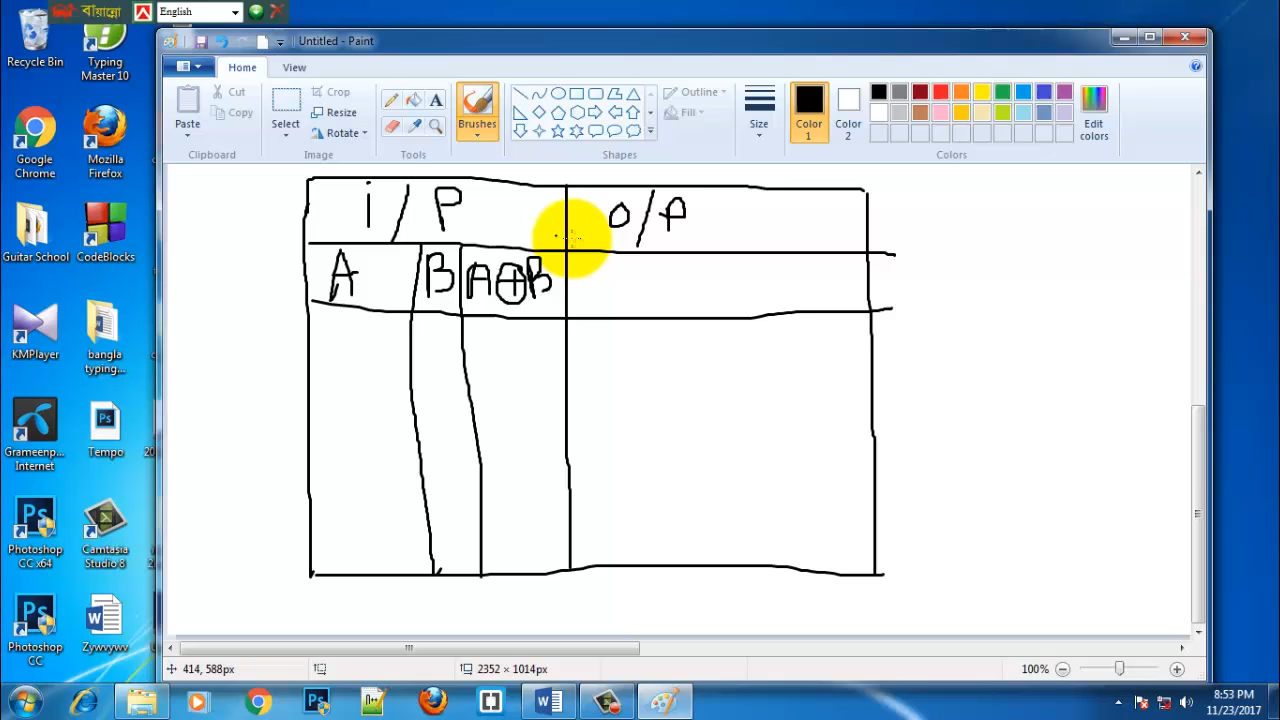 বায়ান্নো English
Untitled - Paint
Home View
Cut Copy Paste Clipboard
Crop Resize Rotate Select Image
Tools
Brushes
Outline Fill Shapes
Size
Color 1 Color 2 Edit colors Colors
i / P o / p
A B A⊕B
Recycle Bin
Typing Master 10
Google Chrome
Mozilla Firefox
Guitar School
CodeBlocks
KMPlayer
bangla typing...
Grameenp... Internet
Tempo
Photoshop CC x64
Camtasia Studio 8
Photoshop CC
Zywvywv
414, 588px 2352 × 1014px 100%
8:53 PM
11/23/2017